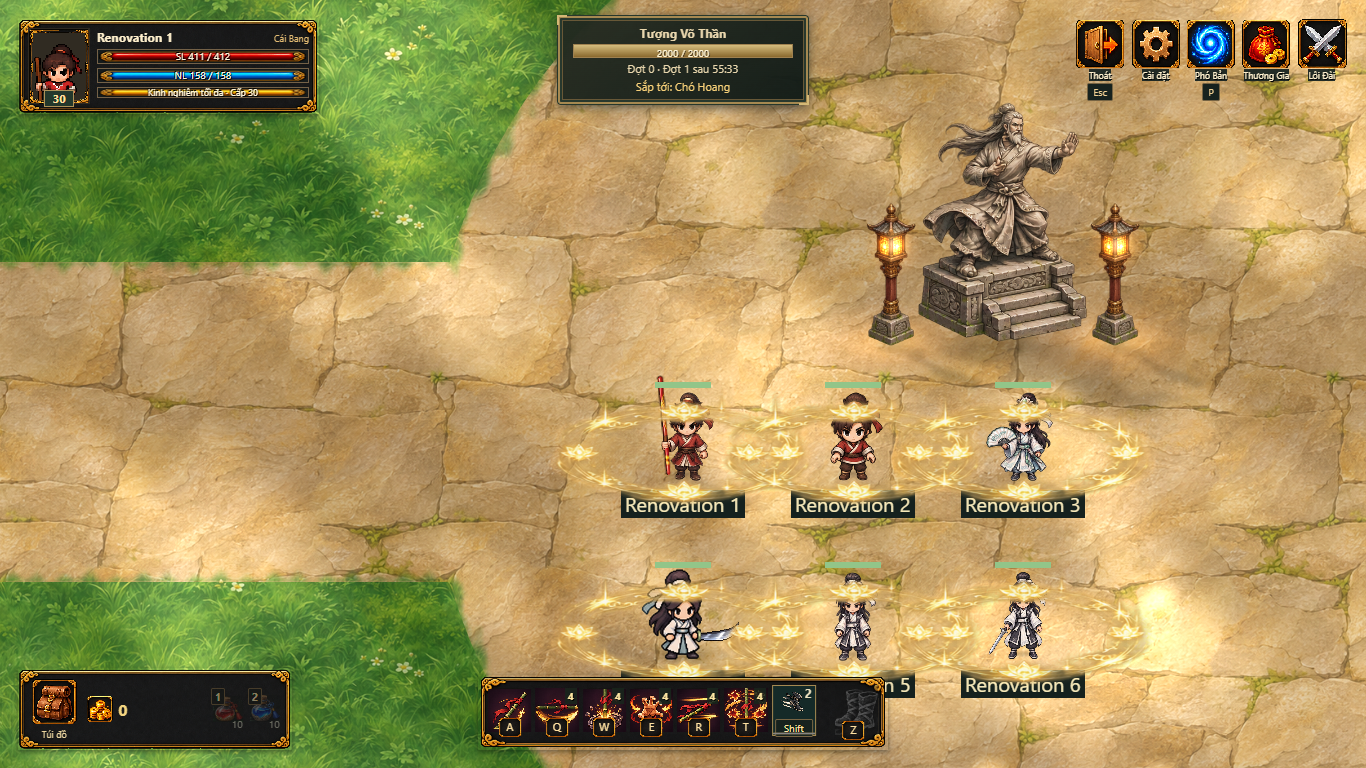 Renovation 1
Cái Bang
SL 411 / 412
NL 158 / 158
Kinh nghiệm tối đa - Cấp 30
30
Tượng Võ Thần
2000 / 2000
Đợt 0 · Đợt 1 sau 55:33
Sắp tới: Chó Hoang
Thoát
Cài đặt
Phó Bản
Thương Gia
Lôi Đài
Esc
P
Renovation 1
Renovation 2
Renovation 3
n 5
Renovation 6
Túi đồ
0
1
10
2
10
A
4
Q
4
W
4
E
4
R
4
T
2
Shift
Z